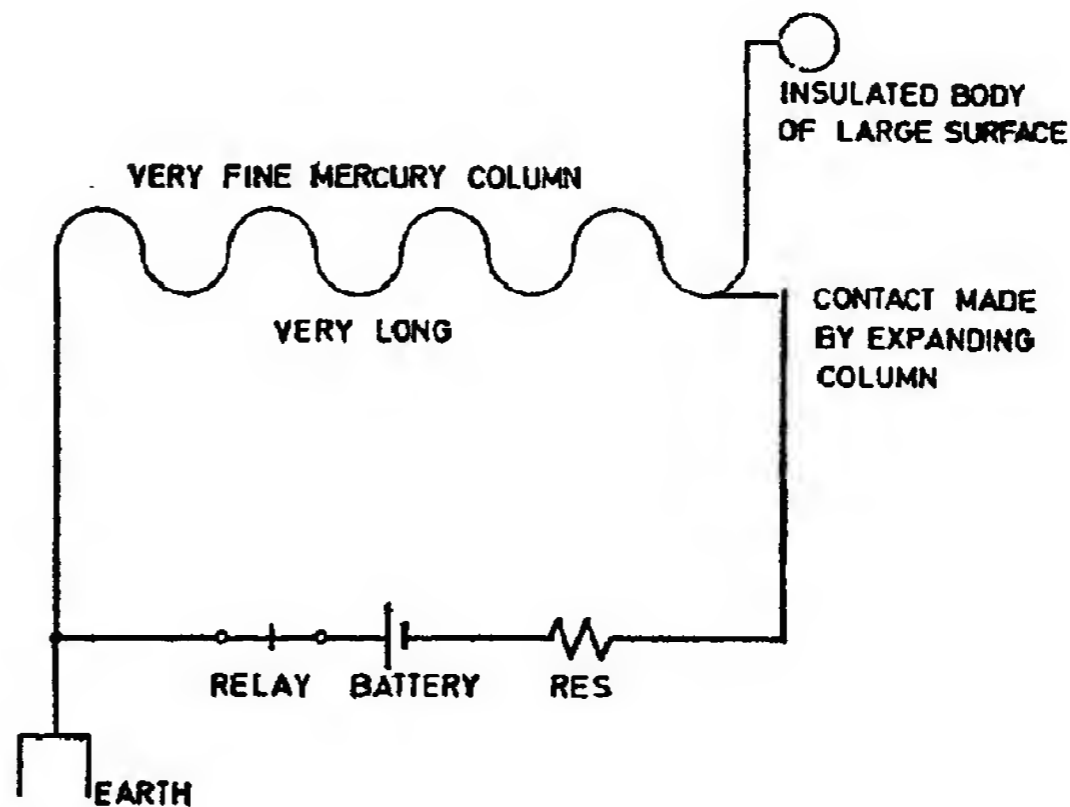 INSULATED BODY
OF LARGE SURFACE
VERY FINE MERCURY COLUMN
VERY LONG
CONTACT MADE
BY EXPANDING
COLUMN
RELAY BATTERY RES
EARTH